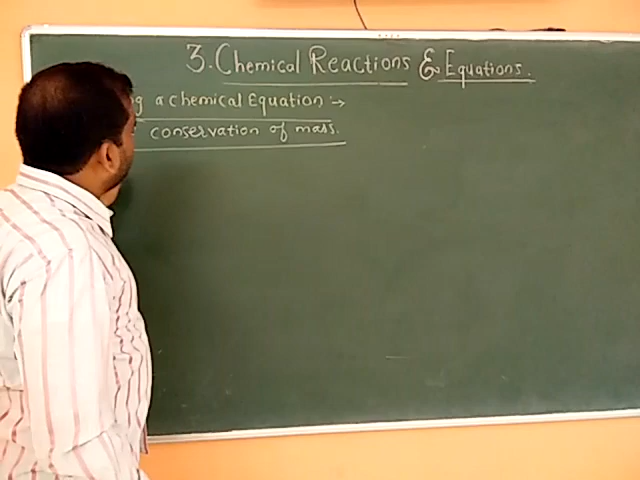 3. Chemical Reactions & Equations.
g a chemical Equation :→
conservation of mass.